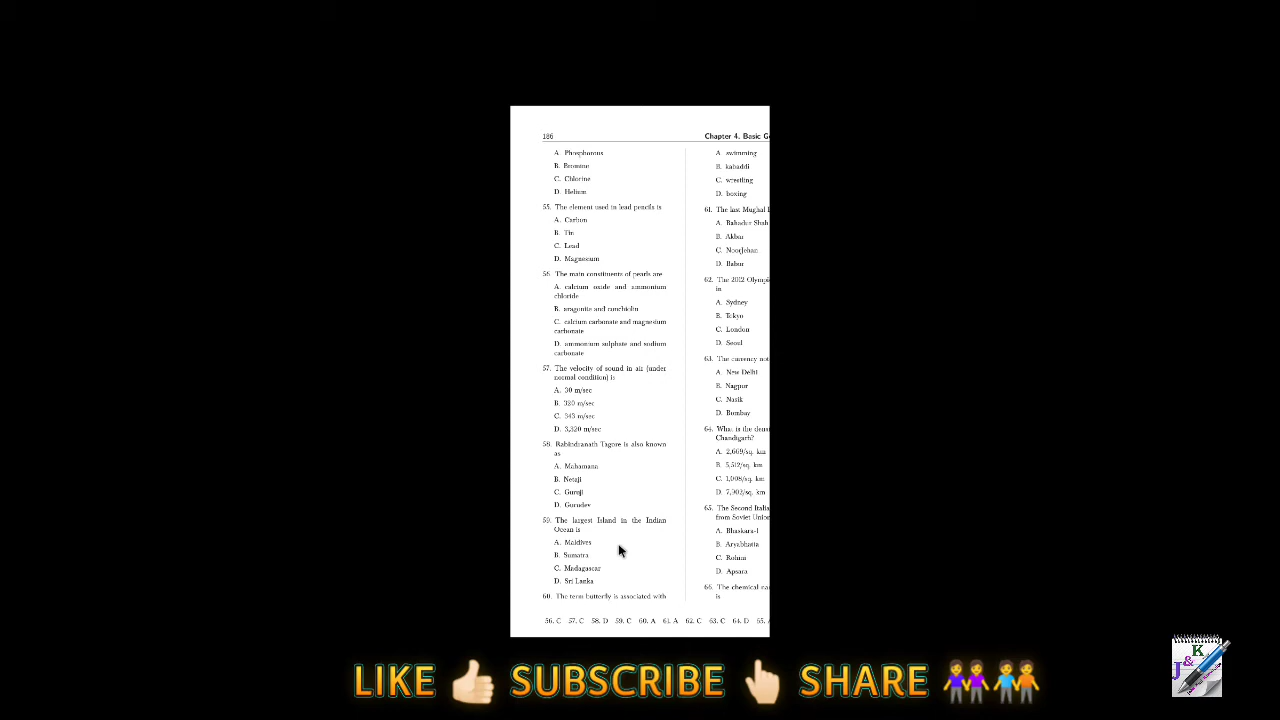 186
Chapter 4. Basic G
A. Phosphorous
B. Bromine
C. Chlorine
D. Helium
55. The element used in lead pencils is
A. Carbon
B. Tin
C. Lead
D. Magnesium
56. The main constituents of pearls are
A. calcium oxide and ammonium
chloride
B. aragonite and conchiolin
C. calcium carbonate and magnesium
carbonate
D. ammonium sulphate and sodium
carbonate
57. The velocity of sound in air (under
normal condition) is
A. 30 m/sec
B. 320 m/sec
C. 343 m/sec
D. 3,320 m/sec
58. Rabindranath Tagore is also known
as
A. Mahamana
B. Netaji
C. Guruji
D. Gurudev
59. The largest Island in the Indian
Ocean is
A. Maldives
B. Sumatra
C. Madagascar
D. Sri Lanka
60. The term butterfly is associated with
A. swimming
B. kabaddi
C. wrestling
D. boxing
61. The last Mughal
A. Bahadur Shah
B. Akbar
C. NoorJehan
D. Babur
62. The 2012 Olympi
in
A. Sydney
B. Tokyo
C. London
D. Seoul
63. The currency not
A. New Delhi
B. Nagpur
C. Nasik
D. Bombay
64. What is the densi
Chandigarh?
A. 2,669/sq. km
B. 5,512/sq. km
C. 1,008/sq. km
D. 7,902/sq. km
65. The Second Italia
from Soviet Union
A. Bhaskara-I
B. Aryabhatta
C. Rohini
D. Apsara
66. The chemical na
is
56. C 57. C 58. D 59. C 60. A 61. A 62. C 63. C 64. D 65.
LIKE SUBSCRIBE SHARE
J&K